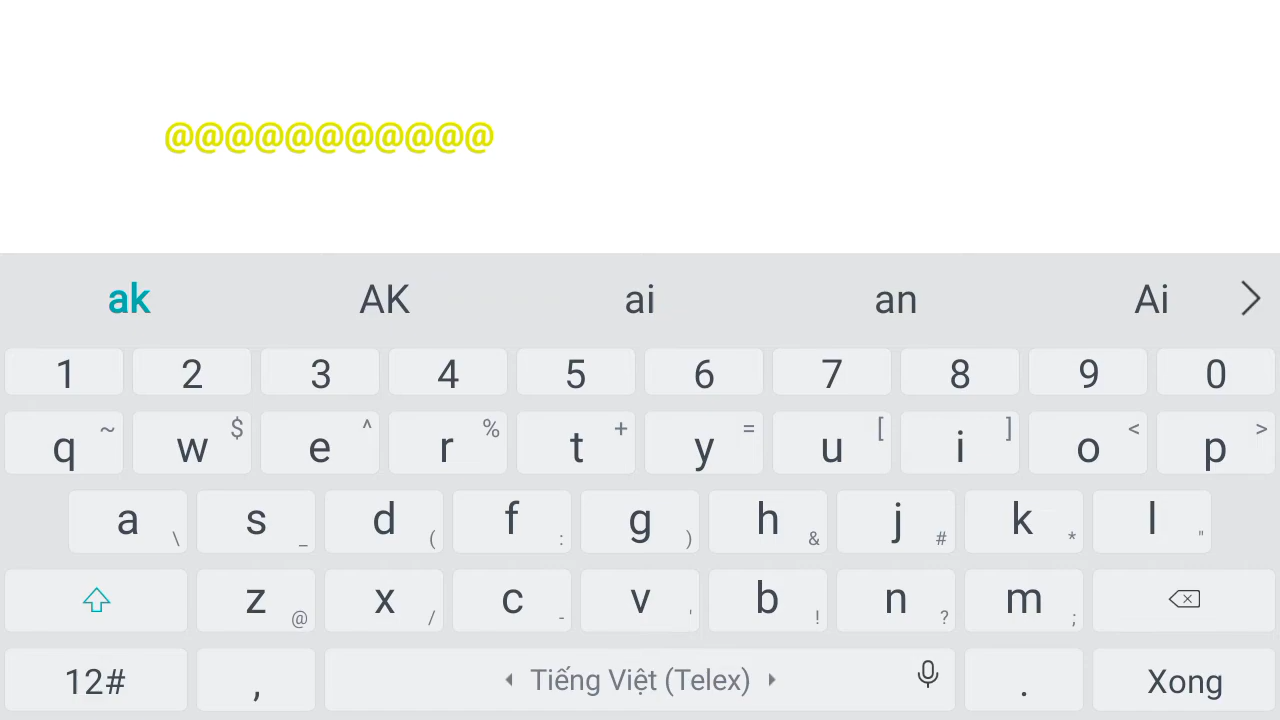 @@@@@@@@@@@
ak AK ai an Ai
1 2 3 4 5 6 7 8 9 0
q ~ w $ e ^ r % t + y = u [ i ] o < p >
a \ s _ d ( f : g ) h & j # k * l "
z @ x / c - v ' b ! n ? m ;
12# , Tiếng Việt (Telex) . Xong